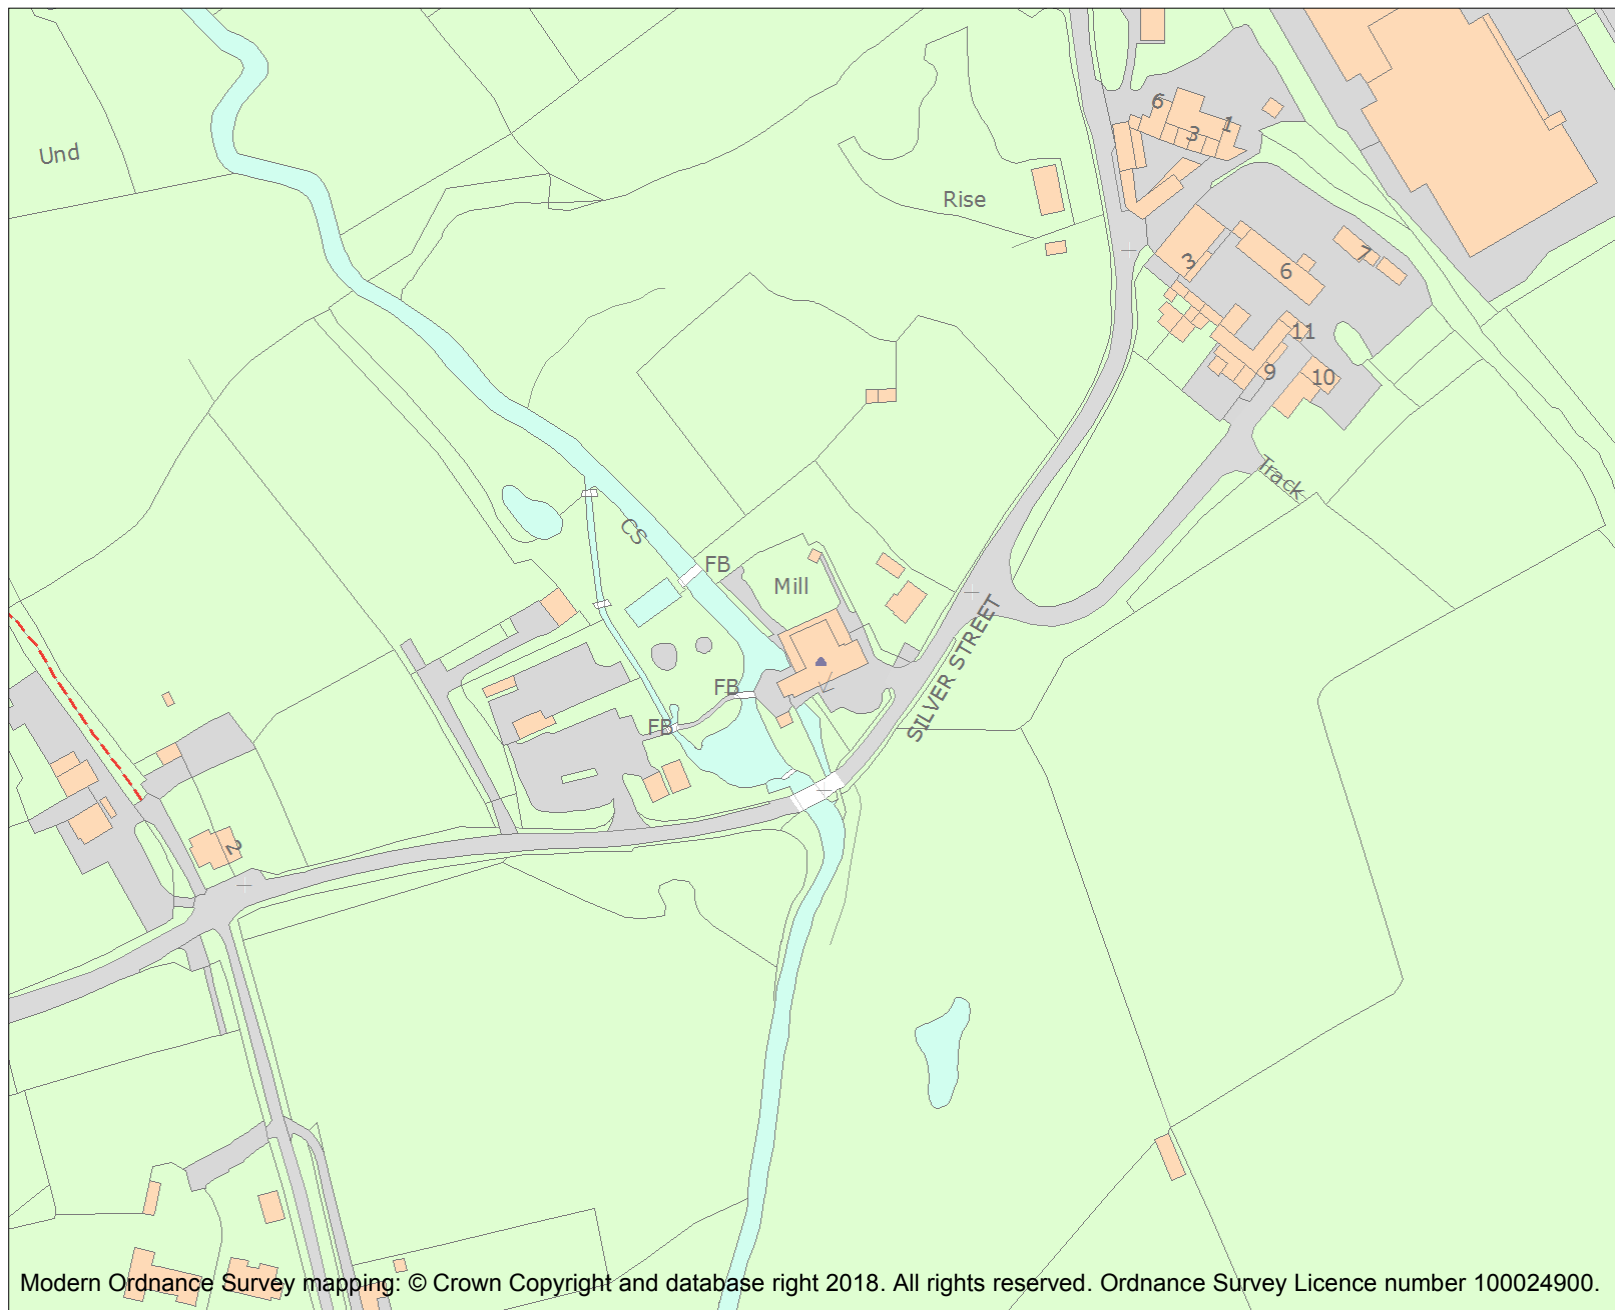 6
3
1
Und
Rise
3
6
7
11
9
10
Track
CS
FB
Mill
SILVER STREET
FB
FB
2
Modern Ordnance Survey mapping: © Crown Copyright and database right 2018. All rights reserved. Ordnance Survey Licence number 100024900.